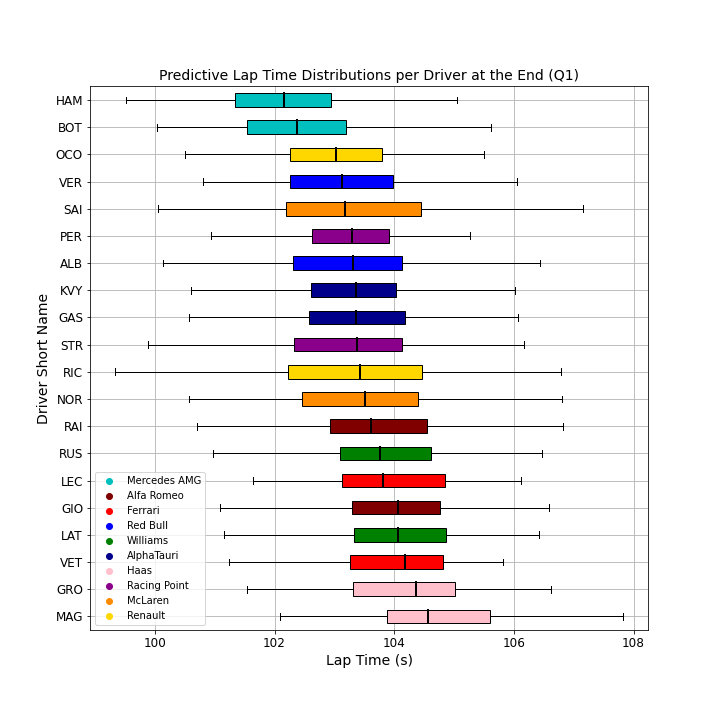 Predictive Lap Time Distributions per Driver at the End (Q1)
Driver Short Name
HAM
BOT
OCO
VER
SAI
PER
ALB
KVY
GAS
STR
RIC
NOR
RAI
RUS
LEC
GIO
LAT
VET
GRO
MAG
Mercedes AMG
Alfa Romeo
Ferrari
Red Bull
Williams
AlphaTauri
Haas
Racing Point
McLaren
Renault
100 102 104 106 108
Lap Time (s)